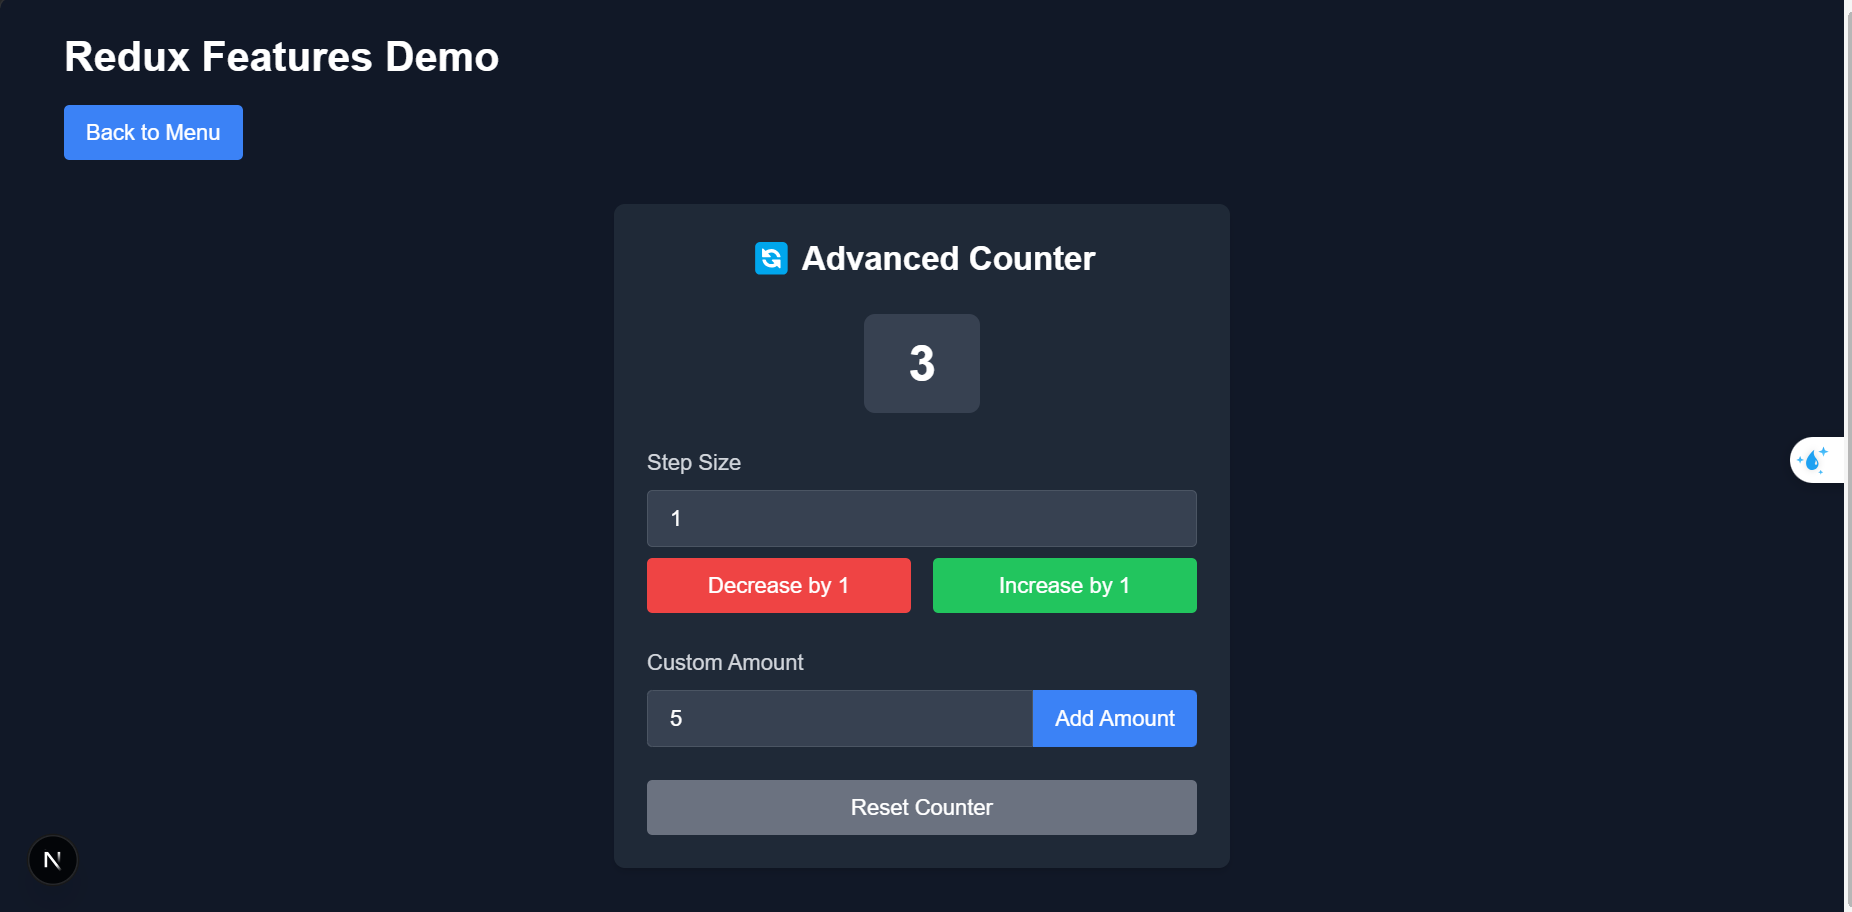 Redux Features Demo
Back to Menu
Advanced Counter
3
Step Size
1
Decrease by 1
Increase by 1
Custom Amount
5
Add Amount
Reset Counter
N